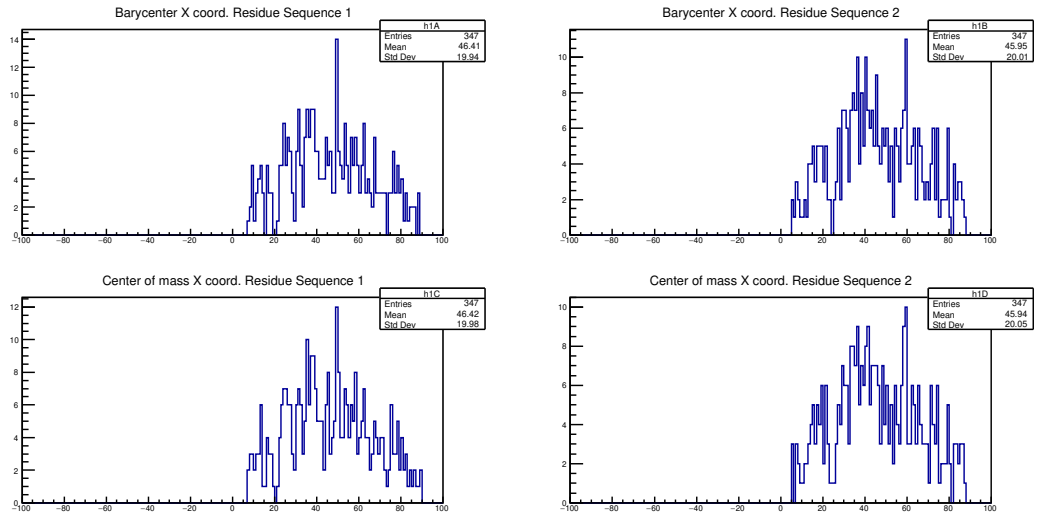 Barycenter X coord. Residue Sequence 1
h1A
Entries 347
Mean 46.41
Std Dev 19.94
14
12
10
8
6
4
2
0
−100 −80 −60 −40 −20 0 20 40 60 80 100
Barycenter X coord. Residue Sequence 2
h1B
Entries 347
Mean 45.95
Std Dev 20.01
10
8
6
4
2
0
−100 −80 −60 −40 −20 0 20 40 60 80 100
Center of mass X coord. Residue Sequence 1
h1C
Entries 347
Mean 46.42
Std Dev 19.98
12
10
8
6
4
2
0
−100 −80 −60 −40 −20 0 20 40 60 80 100
Center of mass X coord. Residue Sequence 2
h1D
Entries 347
Mean 45.94
Std Dev 20.05
10
8
6
4
2
0
−100 −80 −60 −40 −20 0 20 40 60 80 100